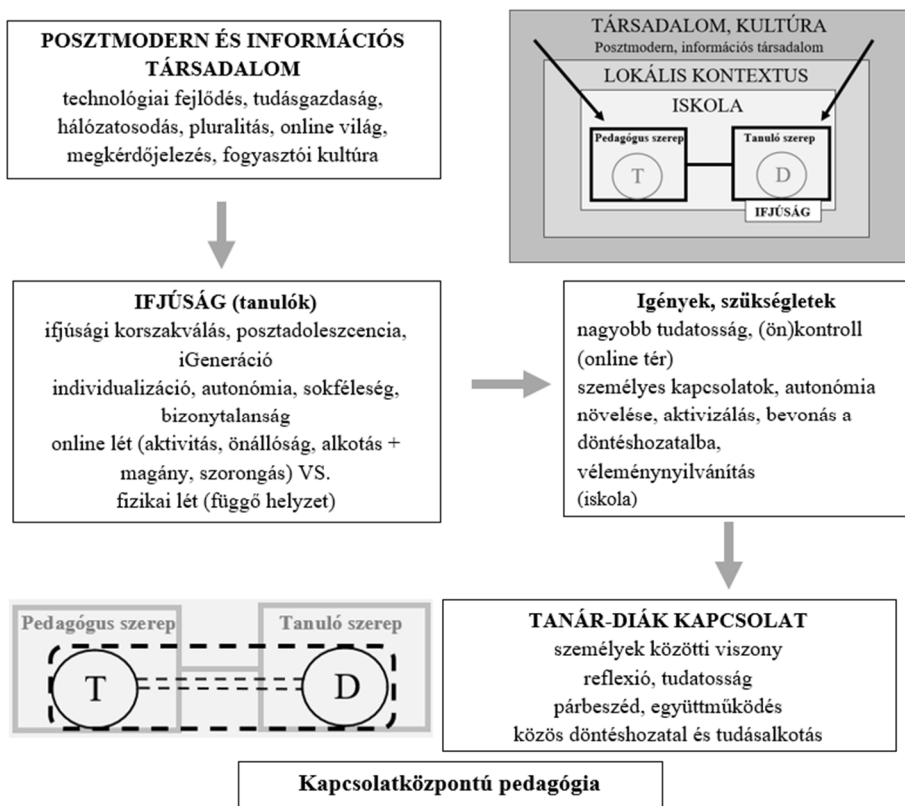 POSZTMODERN ÉS INFORMÁCIÓS
TÁRSADALOM
technológiai fejlődés, tudásgazdaság,
hálózatosodás, pluralitás, online világ,
megkérdőjelezés, fogyasztói kultúra
TÁRSADALOM, KULTÚRA
Posztmodern, információs társadalom
LOKÁLIS KONTEXTUS
ISKOLA
Pedagógus szerep
T
Tanuló szerep
D
IFJÚSÁG
IFJÚSÁG (tanulók)
ifjúsági korszakválás, posztadoleszcencia,
iGeneráció
individualizáció, autonómia, sokféleség,
bizonytalanság
online lét (aktivitás, önállóság, alkotás +
magány, szorongás) VS.
fizikai lét (függő helyzet)
Igények, szükségletek
nagyobb tudatosság, (ön)kontroll
(online tér)
személyes kapcsolatok, autonómia
növelése, aktivizálás, bevonás a
döntéshozatalba,
véleménynyilvánítás
(iskola)
Pedagógus szerep
T
Tanuló szerep
D
TANÁR-DIÁK KAPCSOLAT
személyek közötti viszony
reflexió, tudatosság
párbeszéd, együttműködés
közös döntéshozatal és tudásalkotás
Kapcsolatközpontú pedagógia